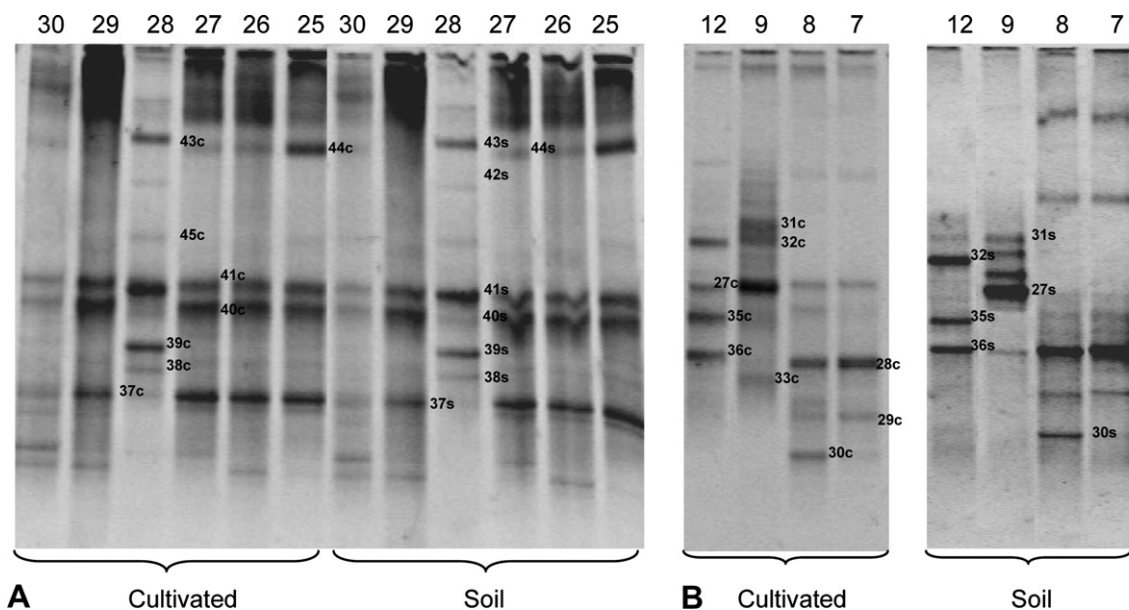 30 29 28 27 26 25 30 29 28 27 26 25 12 9 8 7 12 9 8 7
43c 44c 43s 44s
42s
45c 31c 31s
32c 32s
41c 41s 27c 27s
40c 40s 35c 35s
39c 39s 36c 36s
38c 38s 33c 28c
37c 37s 29c
30c 30s
A Cultivated Soil B Cultivated Soil